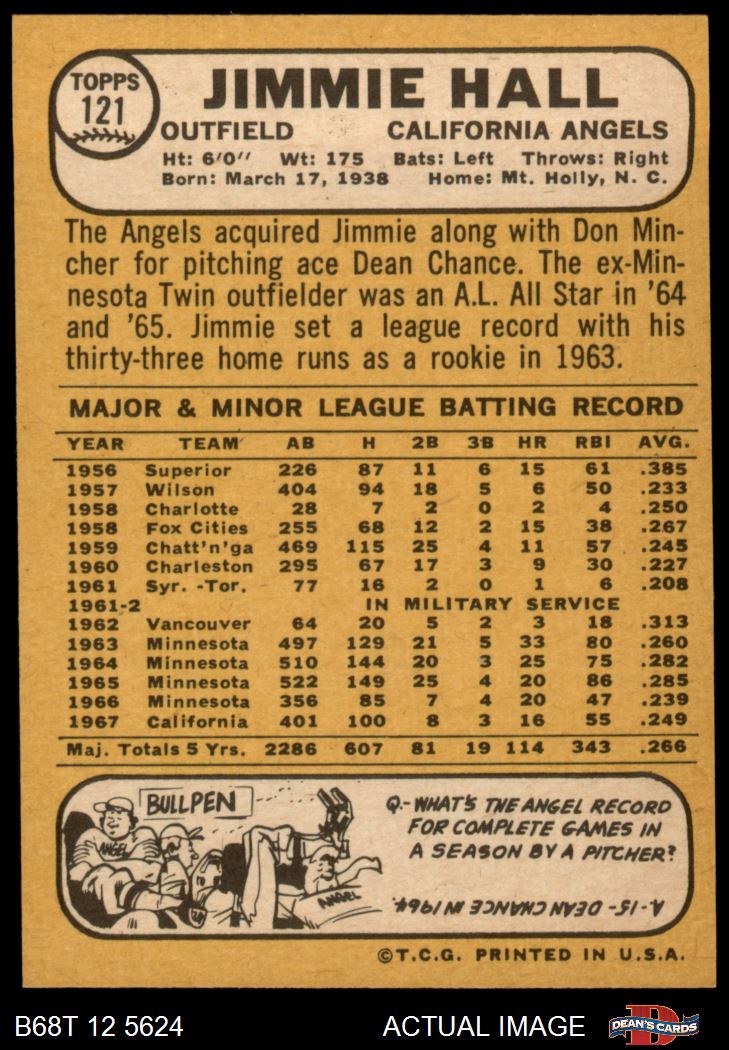 TOPPS
121
JIMMIE HALL
OUTFIELD CALIFORNIA ANGELS
Ht: 6'0" Wt: 175 Bats: Left Throws: Right
Born: March 17, 1938 Home: Mt. Holly, N. C.
The Angels acquired Jimmie along with Don Min-
cher for pitching ace Dean Chance. The ex-Min-
nesota Twin outfielder was an A.L. All Star in '64
and '65. Jimmie set a league record with his
thirty-three home runs as a rookie in 1963.
MAJOR & MINOR LEAGUE BATTING RECORD
YEAR TEAM AB H 2B 3B HR RBI AVG.
1956 Superior 226 87 11 6 15 61 .385
1957 Wilson 404 94 18 5 6 50 .233
1958 Charlotte 28 7 2 0 2 4 .250
1958 Fox Cities 255 68 12 2 15 38 .267
1959 Chatt'n'ga 469 115 25 4 11 57 .245
1960 Charleston 295 67 17 3 9 30 .227
1961 Syr. -Tor. 77 16 2 0 1 6 .208
1961-2 IN MILITARY SERVICE
1962 Vancouver 64 20 5 2 3 18 .313
1963 Minnesota 497 129 21 5 33 80 .260
1964 Minnesota 510 144 20 3 25 75 .282
1965 Minnesota 522 149 25 4 20 86 .285
1966 Minnesota 356 85 7 4 20 47 .239
1967 California 401 100 8 3 16 55 .249
Maj. Totals 5 Yrs. 2286 607 81 19 114 343 .266
BULLPEN
ANGEL
ANGEL
Q.-WHAT'S THE ANGEL RECORD
FOR COMPLETE GAMES IN
A SEASON BY A PITCHER?
A-15- DEAN CHANCE IN 1964.
©T.C.G. PRINTED IN U.S.A.
B68T 12 5624 ACTUAL IMAGE
D
DEAN'S CARDS